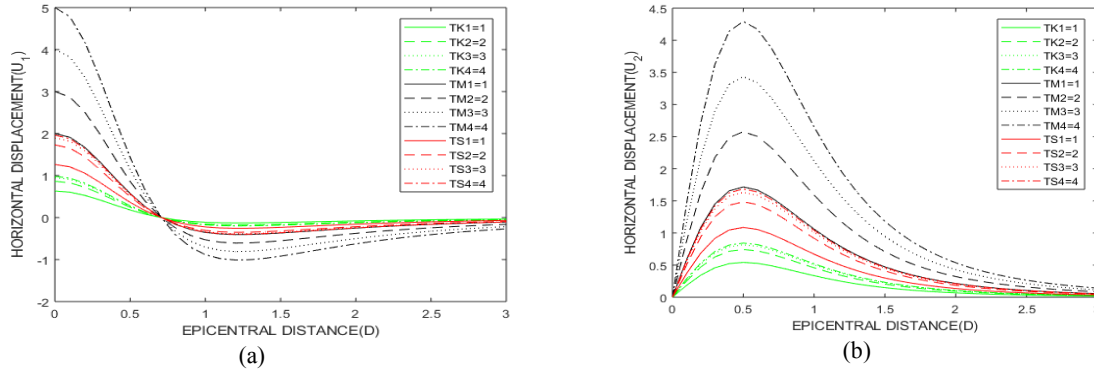 HORIZONTAL DISPLACEMENT(U1)
5
4
3
2
1
0
-1
-2
0
0.5
1
1.5
2
2.5
3
EPICENTRAL DISTANCE(D)
TK1=1
TK2=2
TK3=3
TK4=4
TM1=1
TM2=2
TM3=3
TM4=4
TS1=1
TS2=2
TS3=3
TS4=4
(a)
HORIZONTAL DISPLACEMENT(U2)
4.5
4
3.5
3
2.5
2
1.5
1
0.5
0
0
0.5
1
1.5
2
2.5
3
EPICENTRAL DISTANCE(D)
TK1=1
TK2=2
TK3=3
TK4=4
TM1=1
TM2=2
TM3=3
TM4=4
TS1=1
TS2=2
TS3=3
TS4=4
(b)